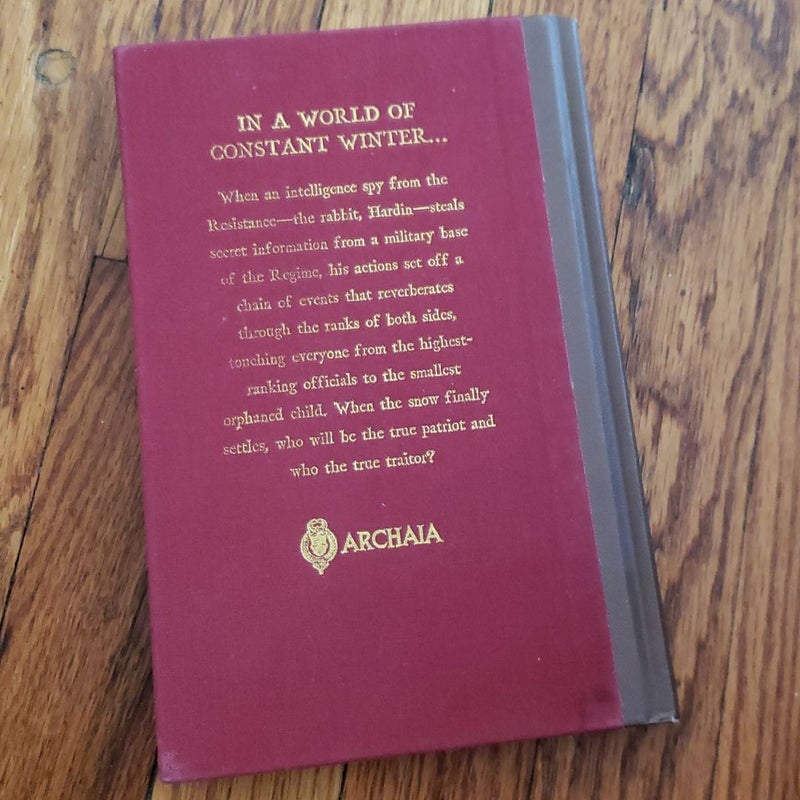 IN A WORLD OF
CONSTANT WINTER...
When an intelligence spy from the
Resistance—the rabbit, Hardin—steals
secret information from a military base
of the Regime, his actions set off a
chain of events that reverberates
through the ranks of both sides,
touching everyone from the highest-
ranking officials to the smallest
orphaned child. When the snow finally
settles, who will be the true patriot and
who the true traitor?
ARCHAIA